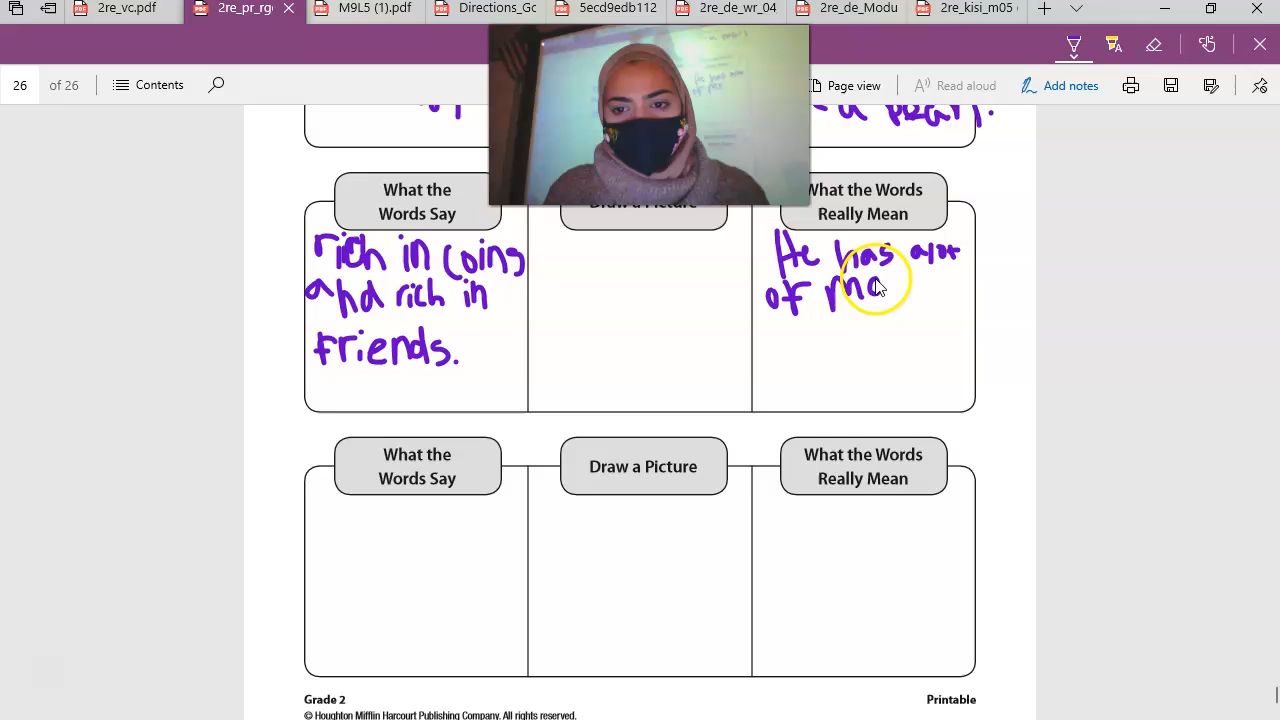 2re_vc.pdf
2re_pr_rg
M9L5 (1).pdf
Directions_Gc
5ecd9edb112
2re_de_wr_04
2re_de_Modu
2re_kisi_m05
26 of 26
Contents
Page view
Read aloud
Add notes
What the
Words Say
rich in coing
and rich in
friends.
Draw a Picture
What the Words
Really Mean
He has alot
of mo
What the
Words Say
Draw a Picture
What the Words
Really Mean
Grade 2
Printable
© Houghton Mifflin Harcourt Publishing Company. All rights reserved.